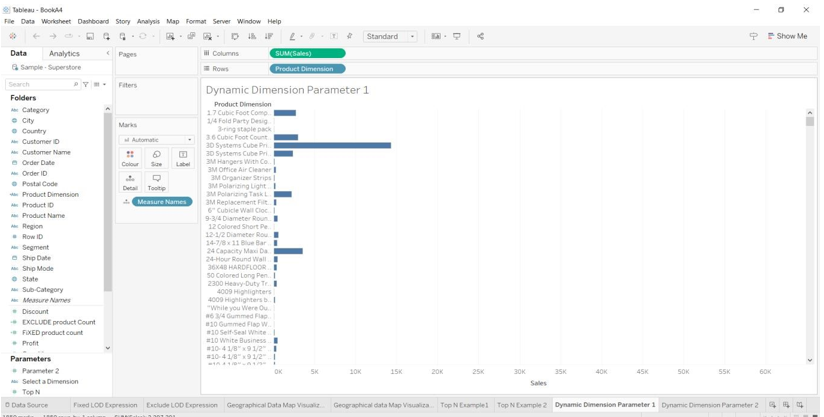 Tableau - BookA4
File Data Worksheet Dashboard Story Analysis Map Format Server Window Help
Standard
Show Me
Data Analytics
Pages
Columns SUM(Sales)
Rows Product Dimension
Sample - Superstore
Search
Filters
Folders
Category
City
Country
Customer ID
Customer Name
Order Date
Order ID
Postal Code
Product Dimension
Product ID
Product Name
Region
Row ID
Segment
Ship Date
Ship Mode
State
Sub-Category
Measure Names
Discount
EXCLUDE product Count
FiXED product count
Profit
Parameters
Parameter 2
Select a Dimension
Top N
Marks
Automatic
Colour Size Label
Detail Tooltip
Measure Names
Dynamic Dimension Parameter 1
Product Dimension
1.7 Cubic Foot Comp...
1/4 Fold Party Desig...
3-ring staple pack
3.6 Cubic Foot Count...
3D Systems Cube Pri...
3D Systems Cube Pri...
3M Hangers With Co...
3M Office Air Cleaner
3M Organizer Strips
3M Polarizing Light ...
3M Polarizing Task L...
3M Replacement Filt...
6" Cubicle Wall Cloc...
9-3/4 Diameter Roun...
12 Colored Short Pe...
12-1/2 Diameter Rou...
14-7/8 x 11 Blue Bar ...
24 Capacity Maxi Da...
24-Hour Round Wall ...
36X48 HARDFLOOR ...
50 Colored Long Pen...
2300 Heavy-Duty Tr...
4009 Highlighters
4009 Highlighters b...
"While you Were Ou...
#6 3/4 Gummed Flap...
#10 Gummed Flap W...
#10 Self-Seal White ...
#10 White Business...
#10- 4 1/8" x 9 1/2" ...
#10- 4 1/8" x 9 1/2" ...
0K 5K 10K 15K 20K 25K 30K 35K 40K 45K 50K 55K 60K
Sales
Data Source Fixed LOD Expression Exclude LOD Expression Geographical Data Map Visualiz... Geographical data Map Visualiza... Top N Example1 Top N Example 2 Dynamic Dimension Parameter 1 Dynamic Dimension Parameter 2